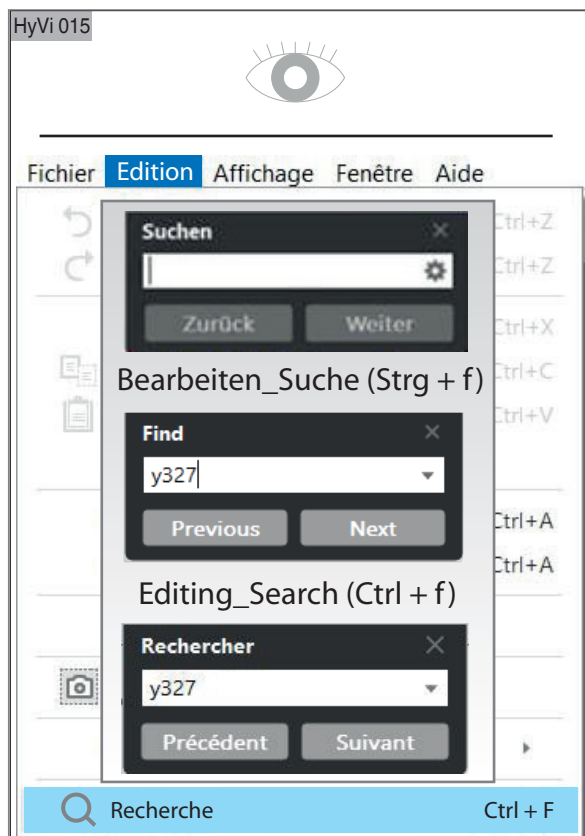 HyVi 015
Fichier Edition Affichage Fenêtre Aide
Ctrl+Z
Ctrl+Z
Ctrl+X
Ctrl+C
Ctrl+V
Ctrl+A
Ctrl+A
Suchen
Zurück Weiter
Bearbeiten_Suche (Strg + f)
Find
y327
Previous Next
Editing_Search (Ctrl + f)
Rechercher
y327
Précédent Suivant
Recherche Ctrl + F